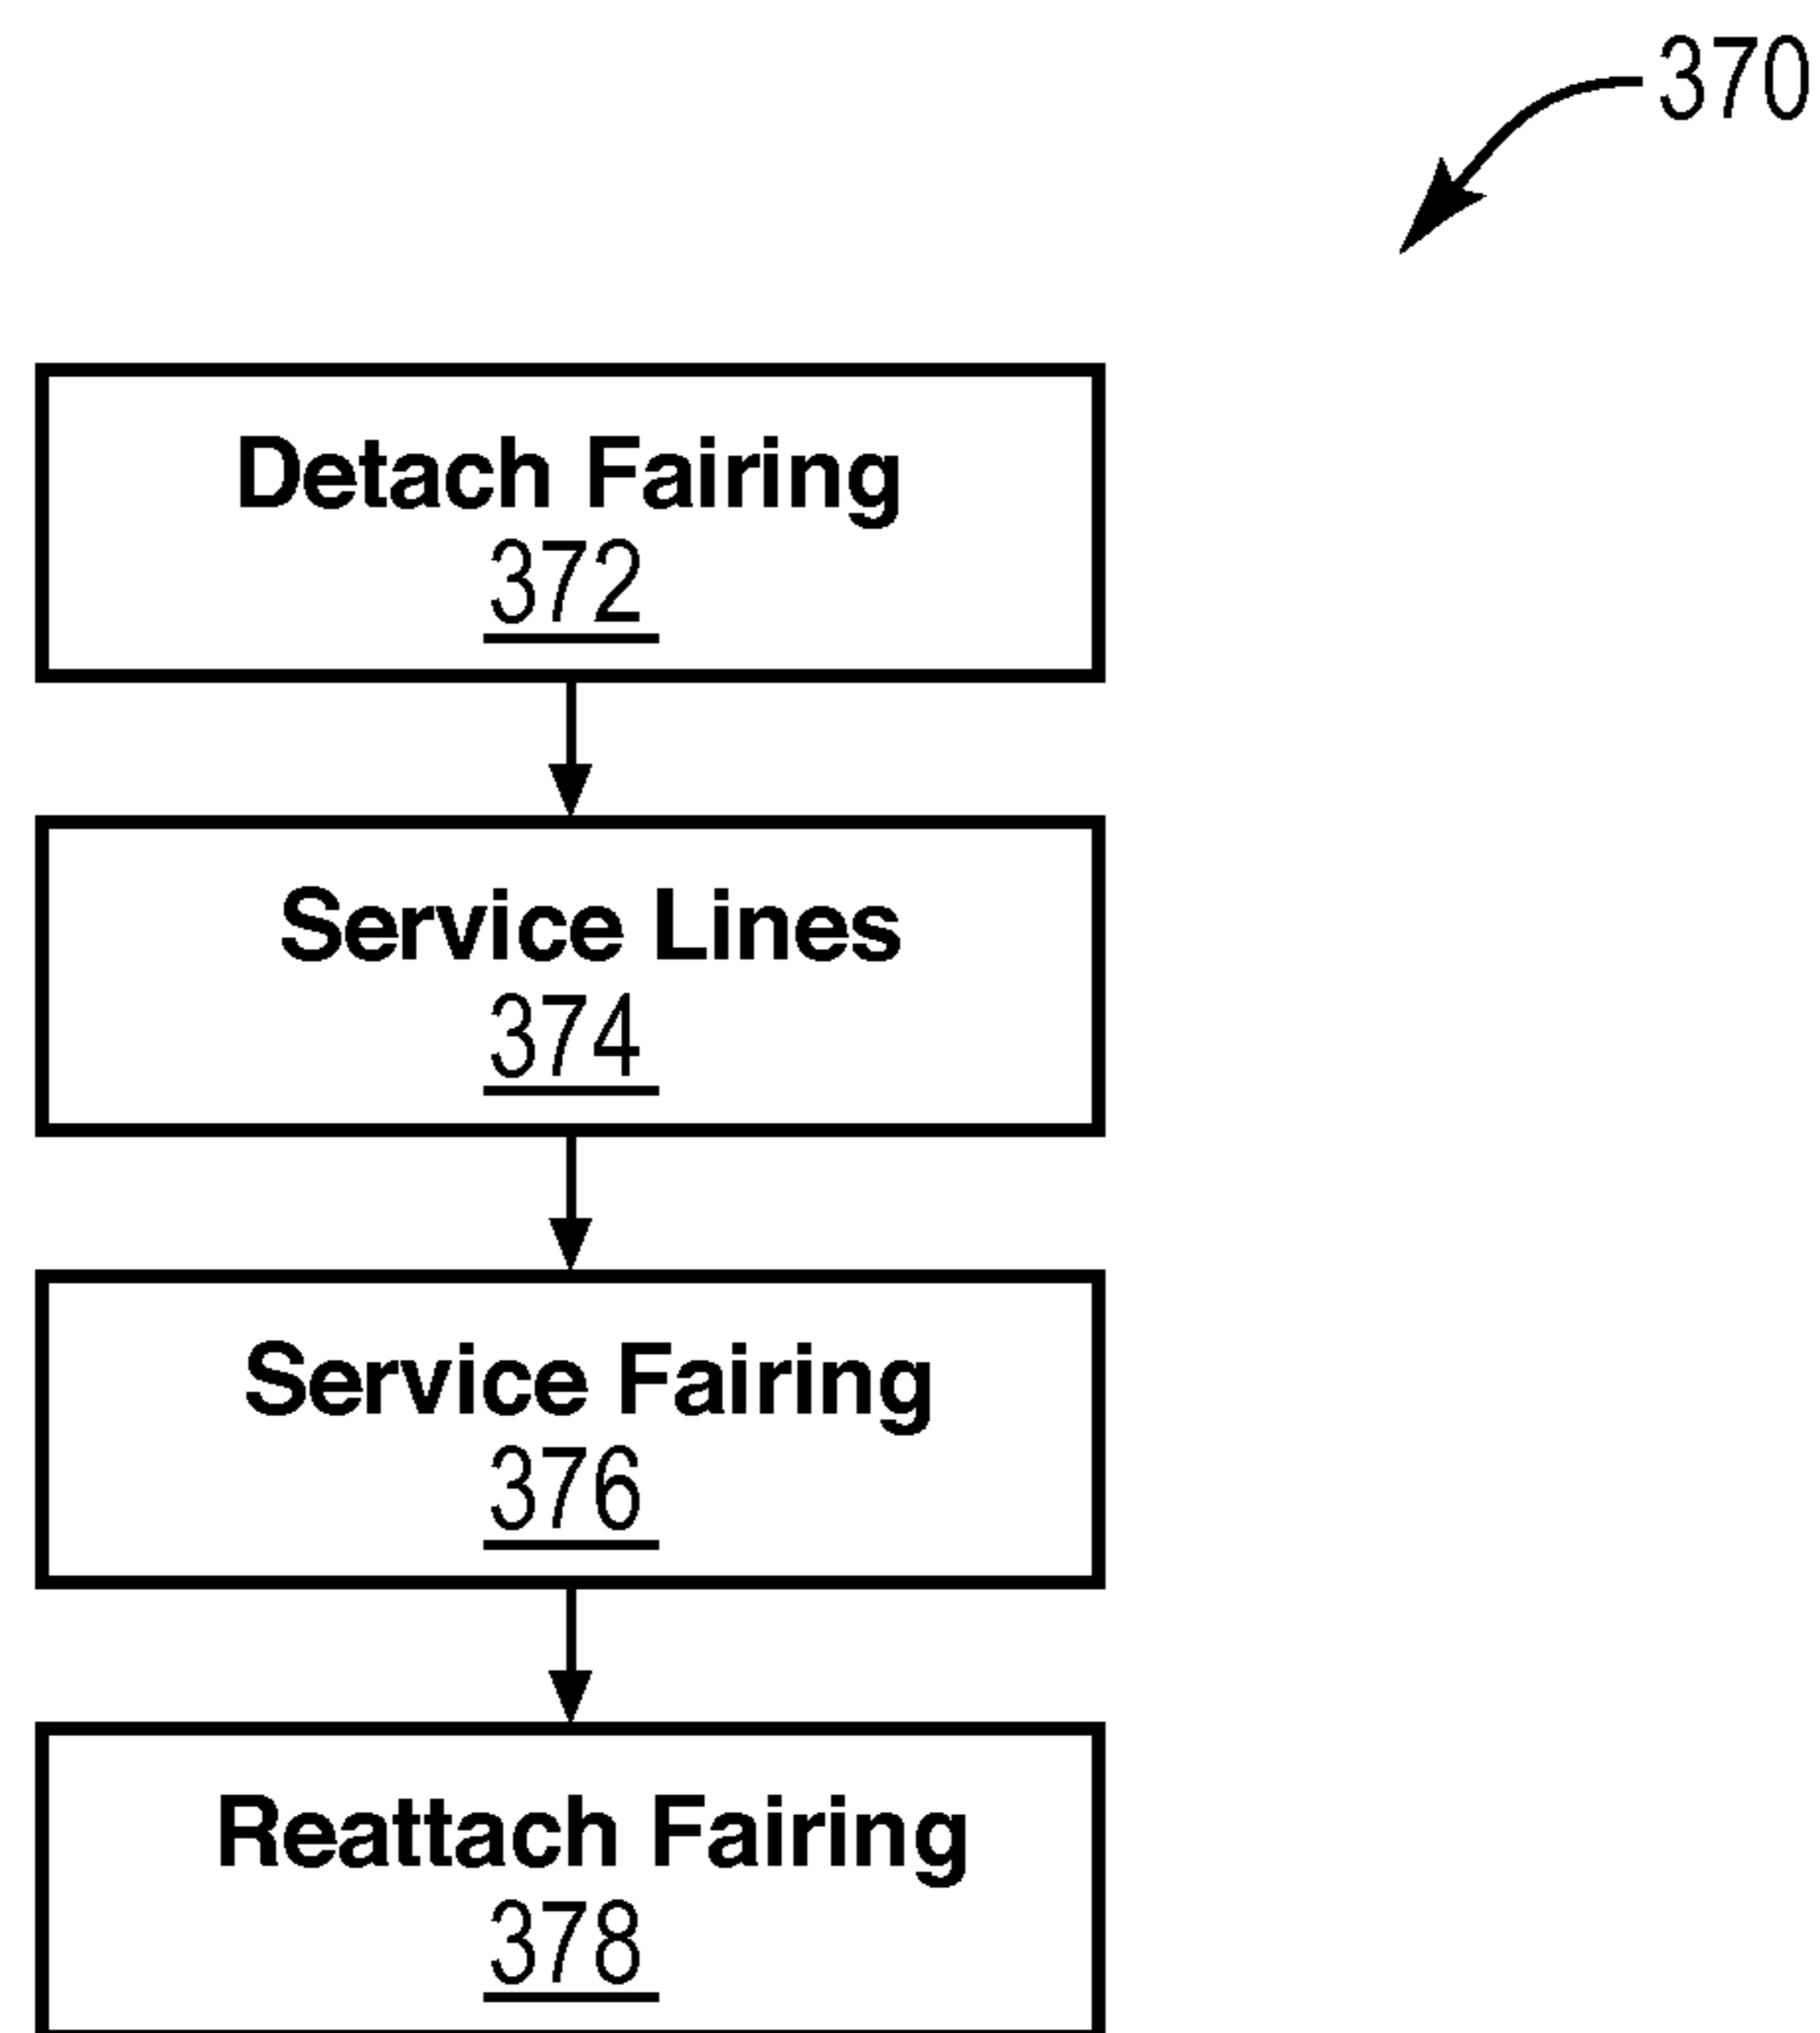 370
Detach Fairing
372
Service Lines
374
Service Fairing
376
Reattach Fairing
378